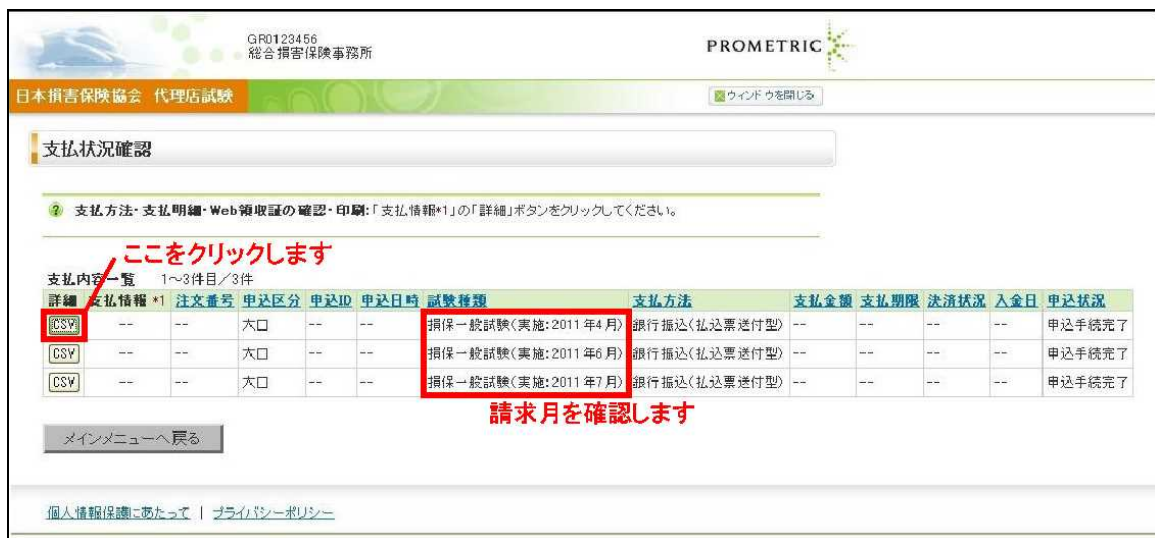 GR0123456
総合損害保険事務所
PROMETRIC
日本損害保険協会 代理店試験
ウィンドウを閉じる
支払状況確認
支払方法・支払明細・Web領収証の確認・印刷:「支払情報*1」の「詳細」ボタンをクリックしてください。
ここをクリックします
支払内容一覧 1～3件目／3件
詳細 支払情報 *1 注文番号 申込区分 申込ID 申込日時 試験種類 支払方法 支払金額 支払期限 決済状況 入金日 申込状況
CSV -- -- 大口 -- -- 損保一般試験(実施:2011年4月) 銀行振込(払込票送付型) -- -- -- -- 申込手続完了
CSV -- -- 大口 -- -- 損保一般試験(実施:2011年6月) 銀行振込(払込票送付型) -- -- -- -- 申込手続完了
CSV -- -- 大口 -- -- 損保一般試験(実施:2011年7月) 銀行振込(払込票送付型) -- -- -- -- 申込手続完了
請求月を確認します
メインメニューへ戻る
個人情報保護にあたって | プライバシーポリシー